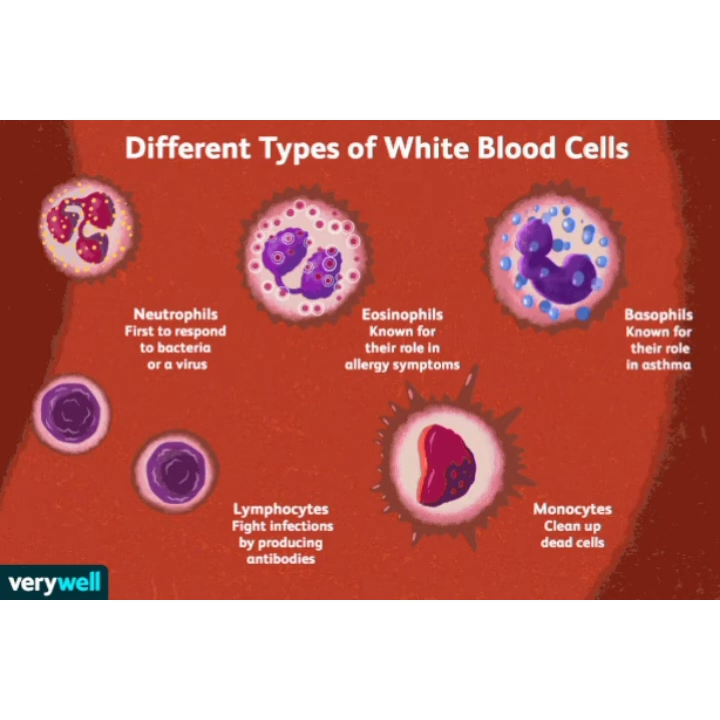 Different Types of White Blood Cells
Neutrophils
First to respond
to bacteria
or a virus
Eosinophils
Known for
their role in
allergy symptoms
Basophils
Known for
their role
in asthma
Lymphocytes
Fight infections
by producing
antibodies
Monocytes
Clean up
dead cells
verywell